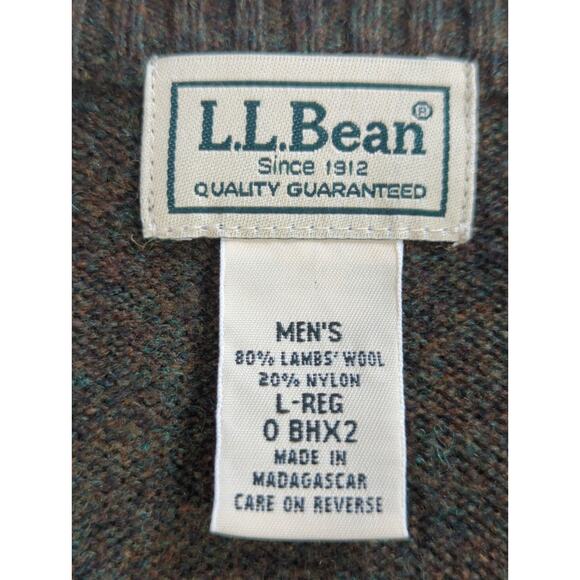 L.L.Bean®
Since 1912
QUALITY GUARANTEED
MEN'S
80% LAMBS' WOOL
20% NYLON
L-REG
0 BHX2
MADE IN
MADAGASCAR
CARE ON REVERSE